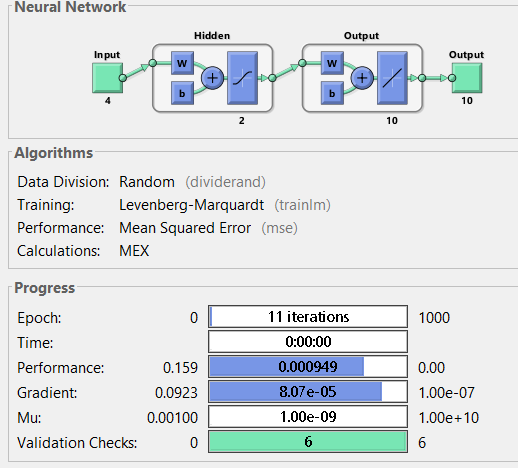 Neural Network
Hidden Output
Input Output
W W
b b
4 10
2 10
Algorithms
Data Division: Random (dividerand)
Training: Levenberg-Marquardt (trainlm)
Performance: Mean Squared Error (mse)
Calculations: MEX
Progress
Epoch: 0 11 iterations 1000
Time: 0:00:00
Performance: 0.159 0.000949 0.00
Gradient: 0.0923 8.07e-05 1.00e-07
Mu: 0.00100 1.00e-09 1.00e+10
Validation Checks: 0 6 6